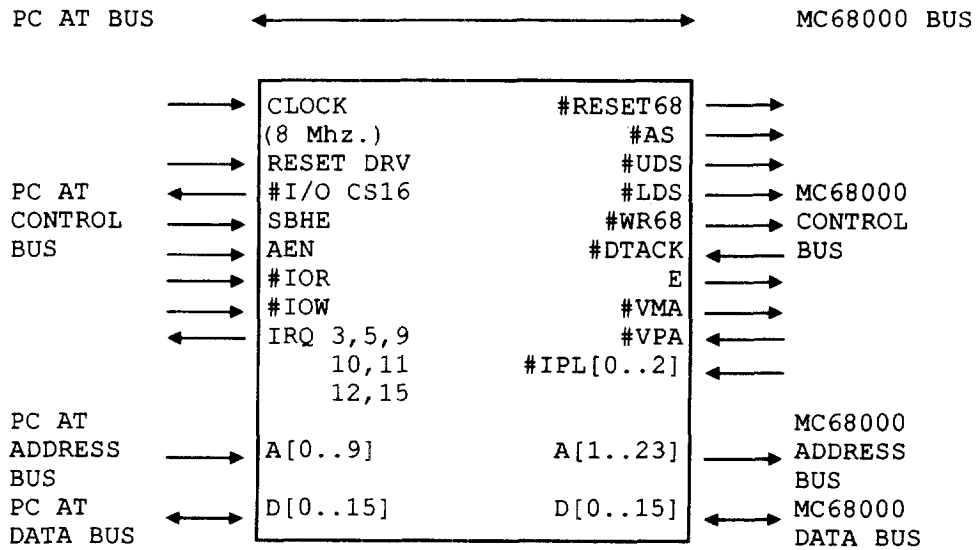 PC AT BUS MC68000 BUS
CLOCK #RESET68
(8 Mhz.) #AS
RESET DRV #UDS
PC AT #I/O CS16 #LDS MC68000
CONTROL SBHE #WR68 CONTROL
BUS AEN #DTACK BUS
#IOR E
#IOW #VMA
IRQ 3,5,9 #VPA
10,11 #IPL[0..2]
12,15
PC AT MC68000
ADDRESS A[0..9] A[1..23] ADDRESS
BUS BUS
PC AT D[0..15] D[0..15] MC68000
DATA BUS DATA BUS